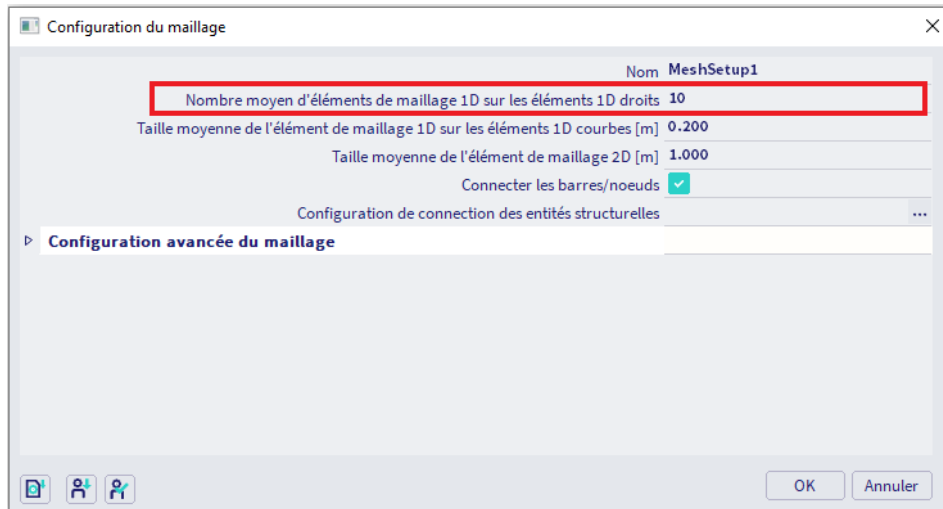 Configuration du maillage
Nom MeshSetup1
Nombre moyen d'éléments de maillage 1D sur les éléments 1D droits 10
Taille moyenne de l'élément de maillage 1D sur les éléments 1D courbes [m] 0.200
Taille moyenne de l'élément de maillage 2D [m] 1.000
Connecter les barres/noeuds
Configuration de connection des entités structurelles ...
Configuration avancée du maillage
OK Annuler